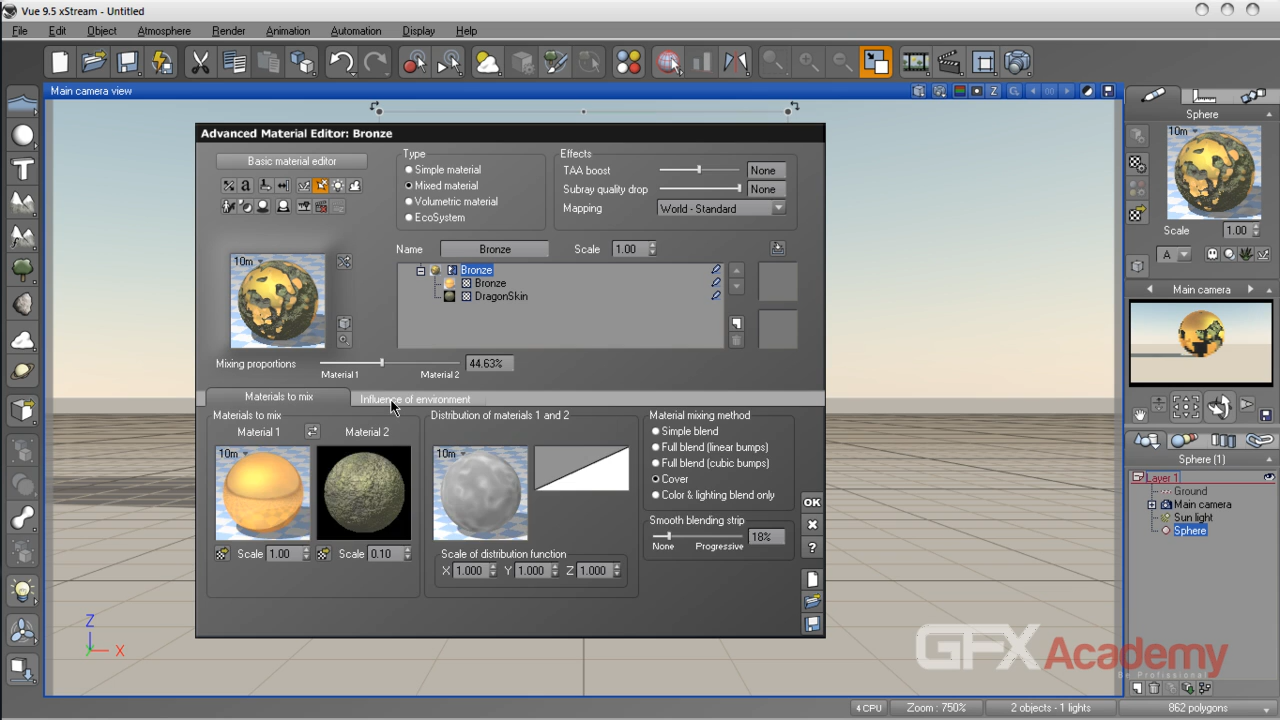 Vue 9.5 xStream - Untitled
File Edit Object Atmosphere Render Animation Automation Display Help
Main camera view
Advanced Material Editor: Bronze
Basic material editor
Type
Simple material
Mixed material
Volumetric material
EcoSystem
Effects
TAA boost None
Subray quality drop None
Mapping World - Standard
Name Bronze Scale 1.00
10m
Bronze
Bronze
DragonSkin
Mixing proportions 44.63%
Material1 Material2
Materials to mix Influence of environment
Materials to mix
Material 1 Material 2
10m
Scale 1.00 Scale 0.10
Distribution of materials 1 and 2
10m
Scale of distribution function
X 1.000 Y 1.000 Z 1.000
Material mixing method
Simple blend
Full blend (linear bumps)
Full blend (cubic bumps)
Cover
Color & lighting blend only
Smooth blending strip
18%
None Progressive
OK
?
Sphere
10m
Scale 1.00
A
Main camera
Sphere (1)
Layer 1
Ground
Main camera
Sun light
Sphere
Z
Y X
GFXAcademy
Be Professional
4 CPU Zoom : 750% 2 objects - 1 lights 862 polygons